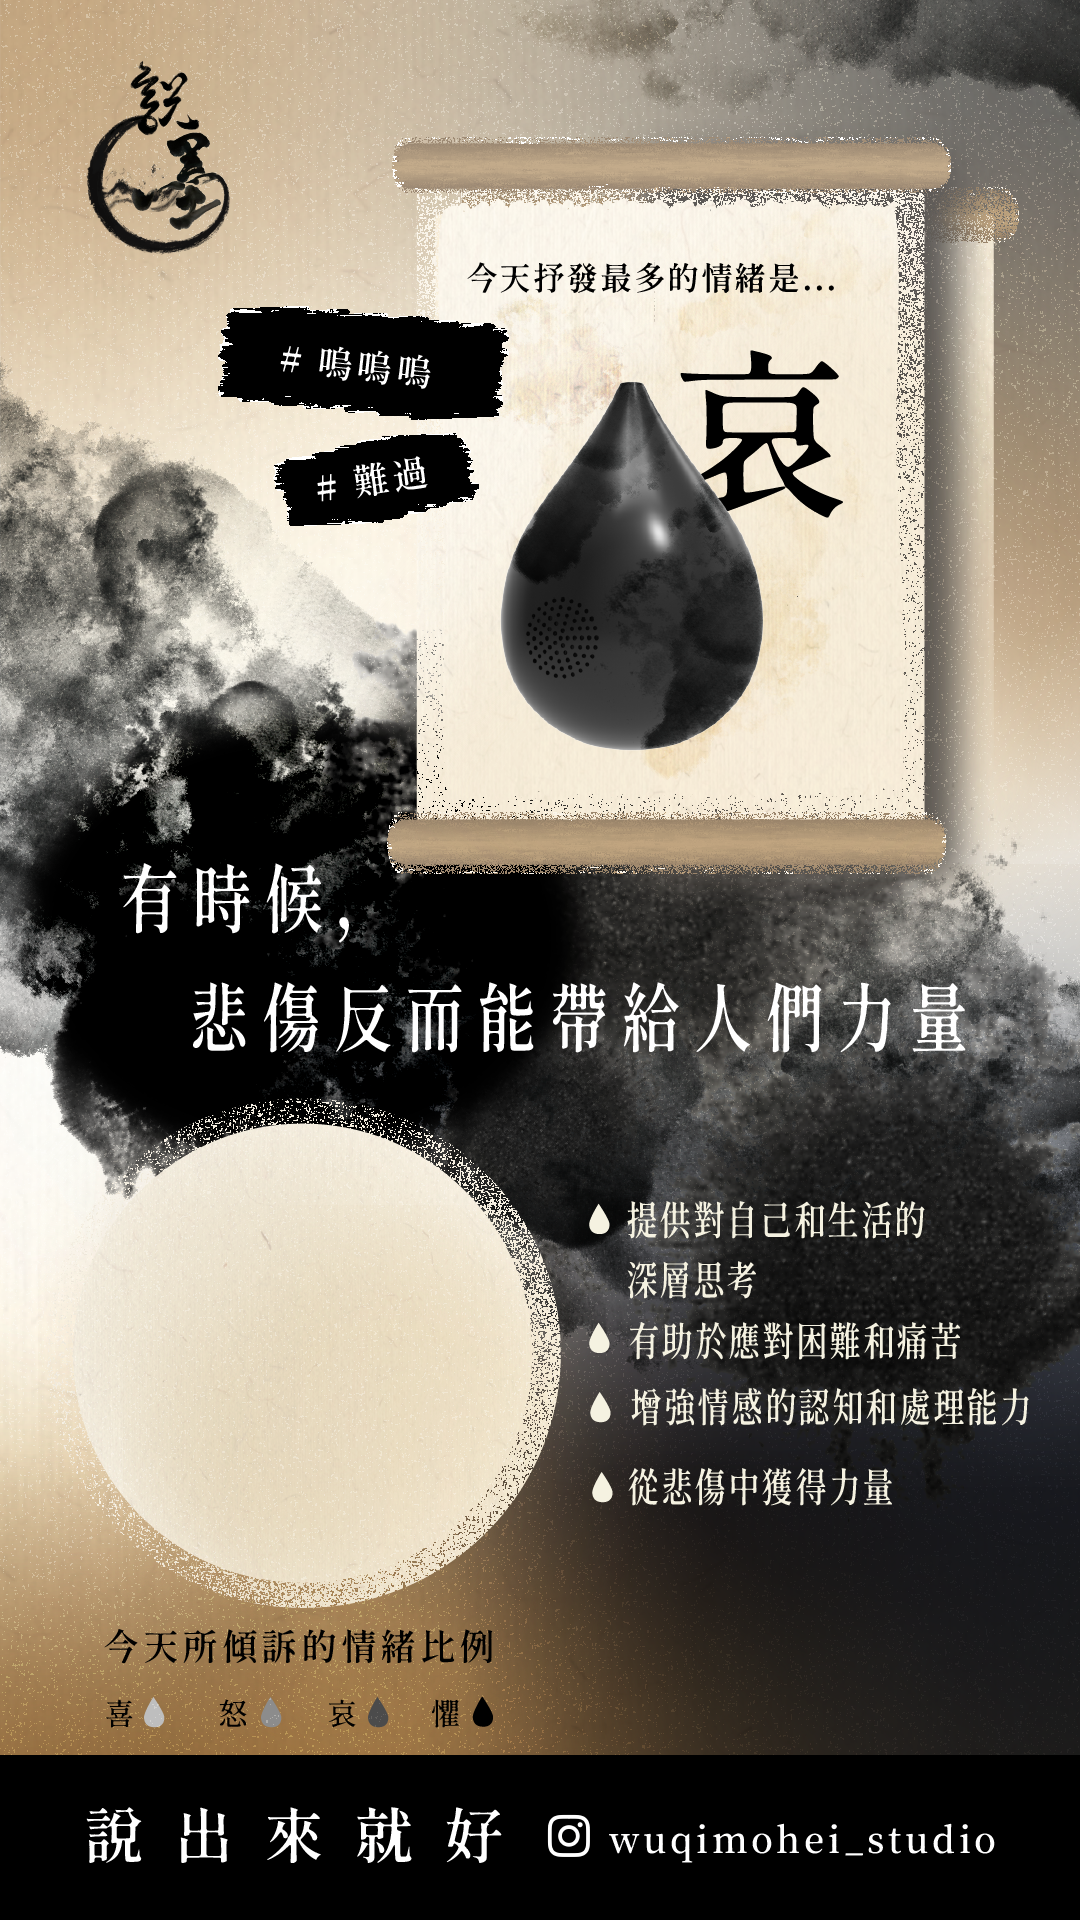 說墨
今天抒發最多的情緒是...
哀
# 嗚嗚嗚
# 難過
有時候,
悲傷反而能帶給人們力量
提供對自己和生活的
深層思考
有助於應對困難和痛苦
增強情感的認知和處理能力
從悲傷中獲得力量
今天所傾訴的情緒比例
喜 怒 哀 懼
說出來就好 wuqimohei_studio